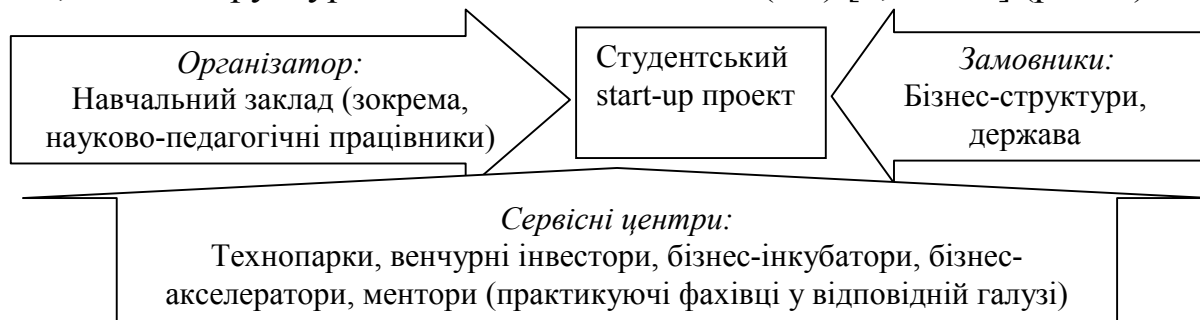 Організатор:
Навчальний заклад (зокрема,
науково-педагогічні працівники)
Студентський
start-up проект
Замовники:
Бізнес-структури,
держава
Сервісні центри:
Технопарки, венчурні інвестори, бізнес-інкубатори, бізнес-
акселератори, ментори (практикуючі фахівці у відповідній галузі)